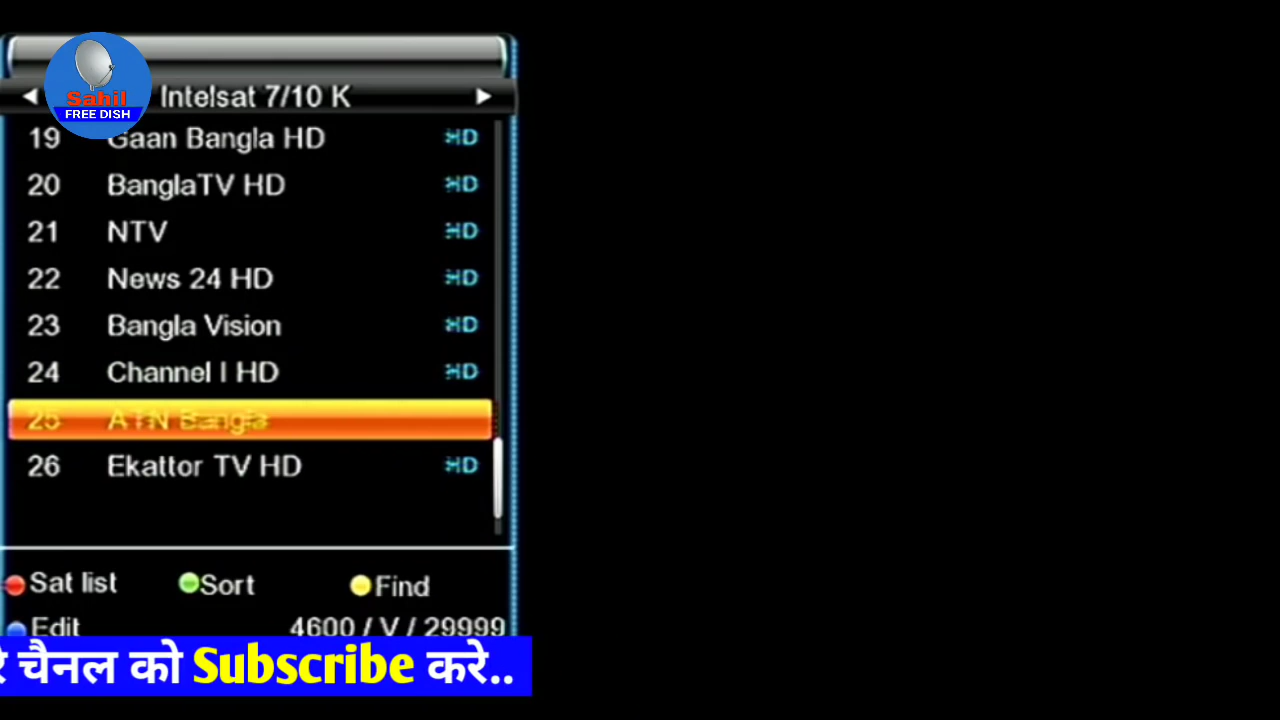 Sahil
FREE DISH
Intelsat 7/10 K
19 Gaan Bangla HD HD
20 BanglaTV HD HD
21 NTV HD
22 News 24 HD HD
23 Bangla Vision HD
24 Channel I HD HD
25 ATN Bangla
26 Ekattor TV HD HD
Sat list Sort Find
Edit 4600 / V / 29999
चैनल को Subscribe करे..